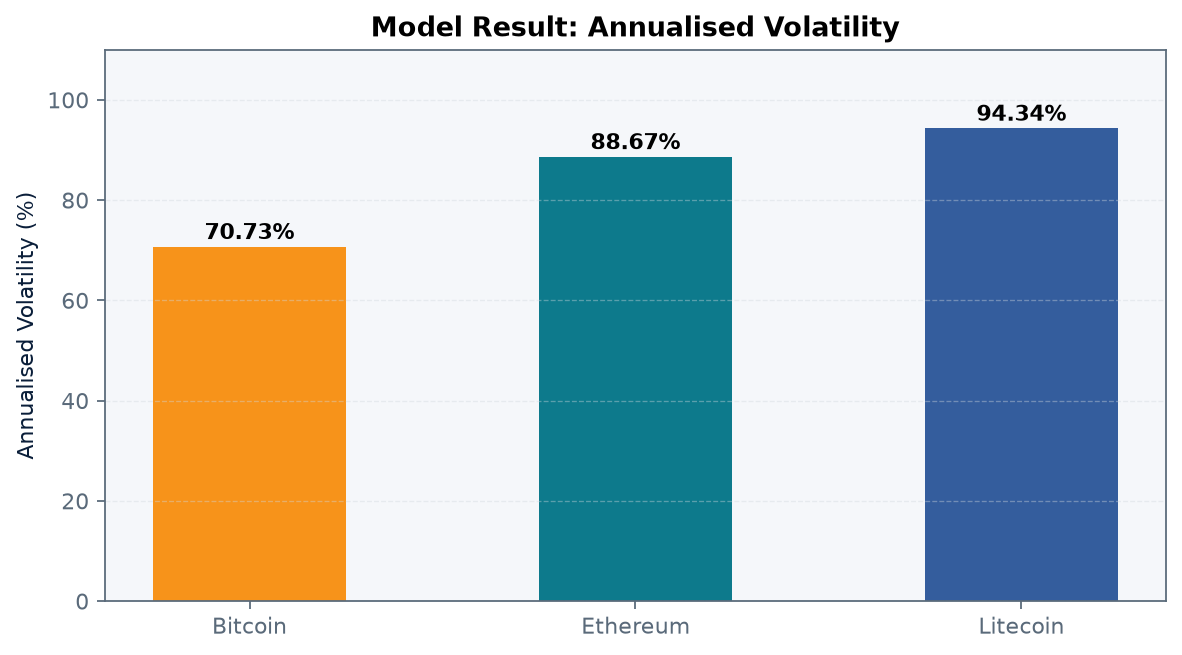 Model Result: Annualised Volatility
Annualised Volatility (%)
100
80
60
40
20
0
70.73%
88.67%
94.34%
Bitcoin
Ethereum
Litecoin